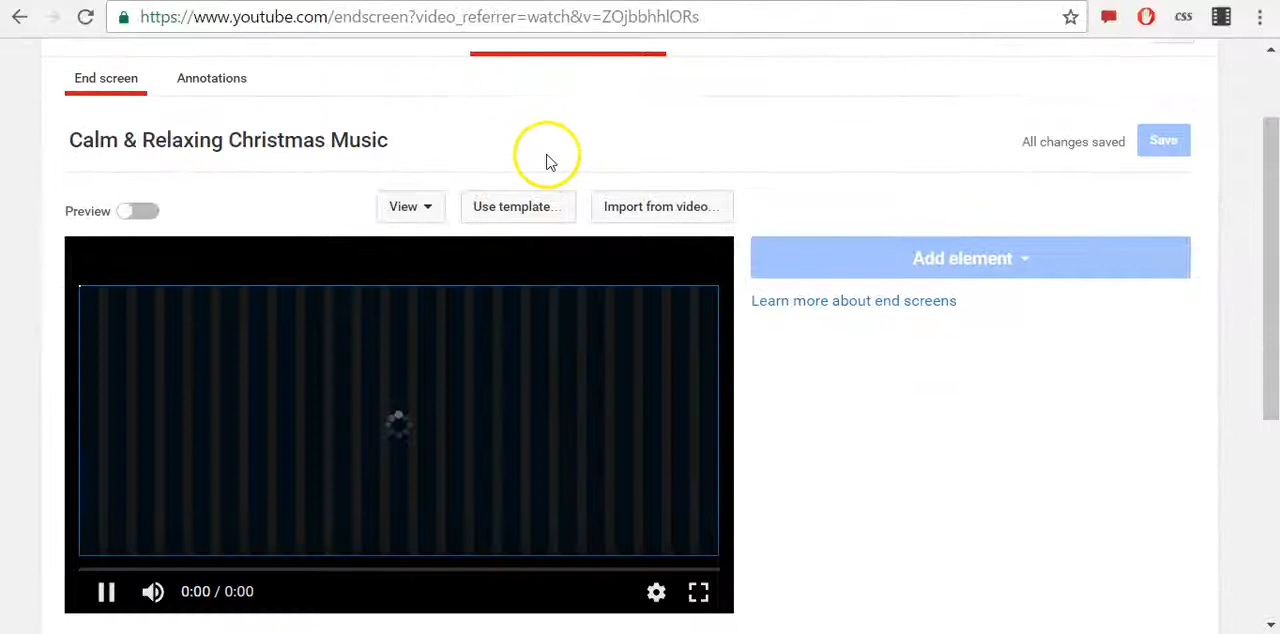 https://www.youtube.com/endscreen?video_referrer=watch&v=ZOjbbhhlORs
CSS
End screen
Annotations
Calm & Relaxing Christmas Music
All changes saved
Save
Preview
View
Use template...
Import from video...
Add element
Learn more about end screens
0:00 / 0:00